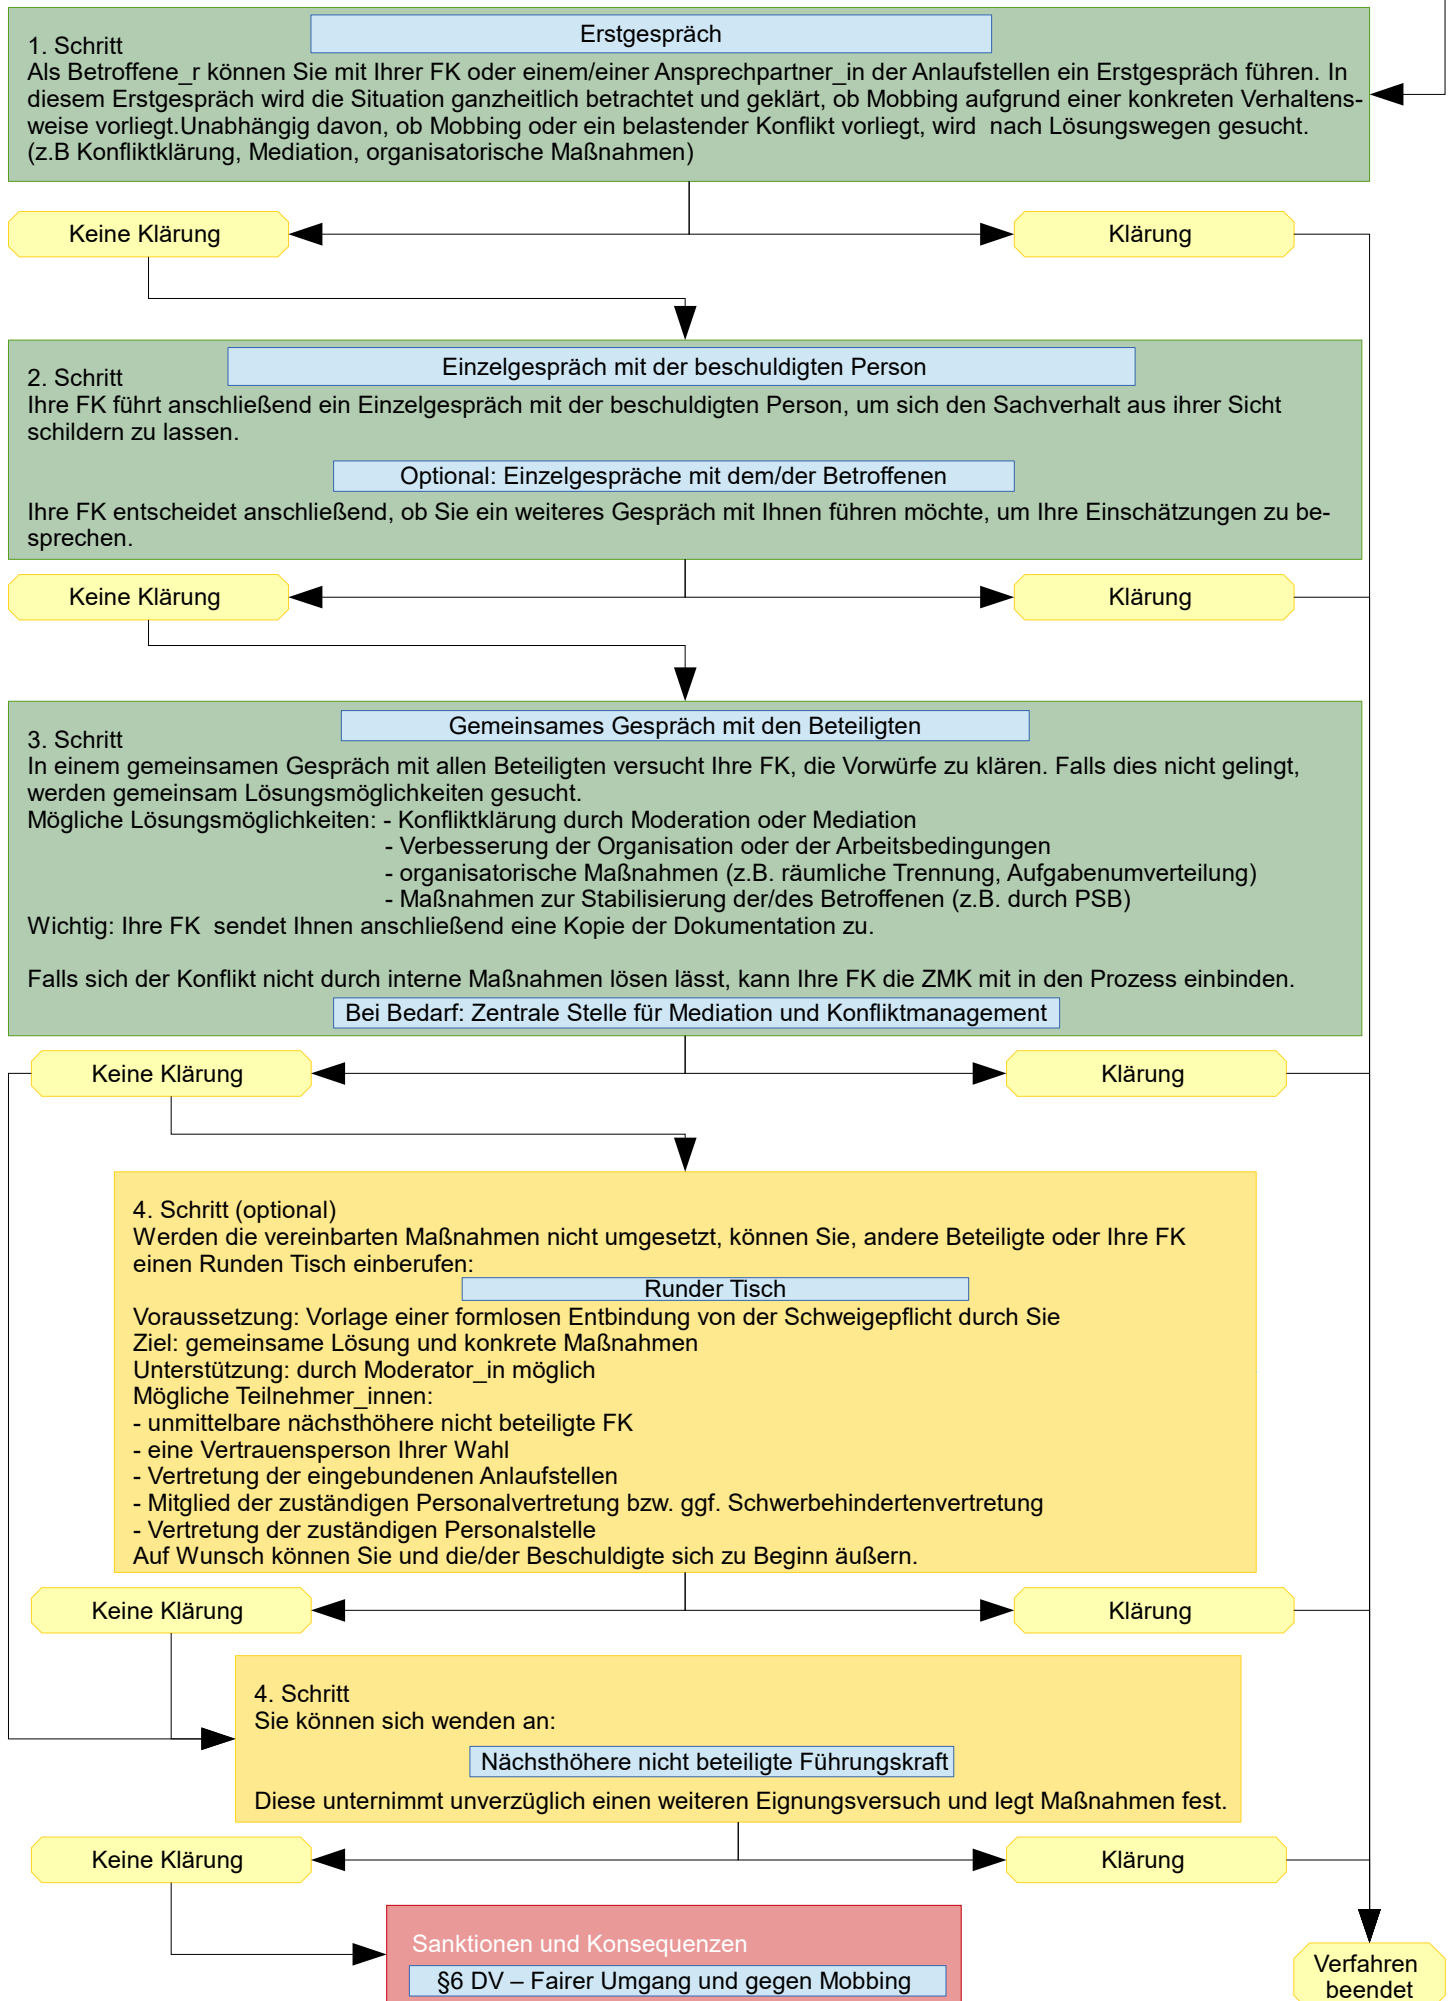 Erstgespräch
1. Schritt
Als Betroffene_r können Sie mit Ihrer FK oder einem/einer Ansprechpartner_in der Anlaufstellen ein Erstgespräch führen. In
diesem Erstgespräch wird die Situation ganzheitlich betrachtet und geklärt, ob Mobbing aufgrund einer konkreten Verhaltens-
weise vorliegt.Unabhängig davon, ob Mobbing oder ein belastender Konflikt vorliegt, wird  nach Lösungswegen gesucht.
(z.B Konfliktklärung, Mediation, organisatorische Maßnahmen)
Keine Klärung
Klärung
Einzelgespräch mit der beschuldigten Person
2. Schritt
Ihre FK führt anschließend ein Einzelgespräch mit der beschuldigten Person, um sich den Sachverhalt aus ihrer Sicht
schildern zu lassen.
Optional: Einzelgespräche mit dem/der Betroffenen
Ihre FK entscheidet anschließend, ob Sie ein weiteres Gespräch mit Ihnen führen möchte, um Ihre Einschätzungen zu be-
sprechen.
Keine Klärung
Klärung
Gemeinsames Gespräch mit den Beteiligten
3. Schritt
In einem gemeinsamen Gespräch mit allen Beteiligten versucht Ihre FK, die Vorwürfe zu klären. Falls dies nicht gelingt,
werden gemeinsam Lösungsmöglichkeiten gesucht.
Mögliche Lösungsmöglichkeiten: - Konfliktklärung durch Moderation oder Mediation
- Verbesserung der Organisation oder der Arbeitsbedingungen
- organisatorische Maßnahmen (z.B. räumliche Trennung, Aufgabenumverteilung)
- Maßnahmen zur Stabilisierung der/des Betroffenen (z.B. durch PSB)
Wichtig: Ihre FK  sendet Ihnen anschließend eine Kopie der Dokumentation zu.
Falls sich der Konflikt nicht durch interne Maßnahmen lösen lässt, kann Ihre FK die ZMK mit in den Prozess einbinden.
Bei Bedarf: Zentrale Stelle für Mediation und Konfliktmanagement
Keine Klärung
Klärung
4. Schritt (optional)
Werden die vereinbarten Maßnahmen nicht umgesetzt, können Sie, andere Beteiligte oder Ihre FK
einen Runden Tisch einberufen:
Runder Tisch
Voraussetzung: Vorlage einer formlosen Entbindung von der Schweigepflicht durch Sie
Ziel: gemeinsame Lösung und konkrete Maßnahmen
Unterstützung: durch Moderator_in möglich
Mögliche Teilnehmer_innen:
- unmittelbare nächsthöhere nicht beteiligte FK
- eine Vertrauensperson Ihrer Wahl
- Vertretung der eingebundenen Anlaufstellen
- Mitglied der zuständigen Personalvertretung bzw. ggf. Schwerbehindertenvertretung
- Vertretung der zuständigen Personalstelle
Auf Wunsch können Sie und die/der Beschuldigte sich zu Beginn äußern.
Keine Klärung
Klärung
4. Schritt
Sie können sich wenden an:
Nächsthöhere nicht beteiligte Führungskraft
Diese unternimmt unverzüglich einen weiteren Eignungsversuch und legt Maßnahmen fest.
Keine Klärung
Klärung
Sanktionen und Konsequenzen
§6 DV – Fairer Umgang und gegen Mobbing
Verfahren
beendet